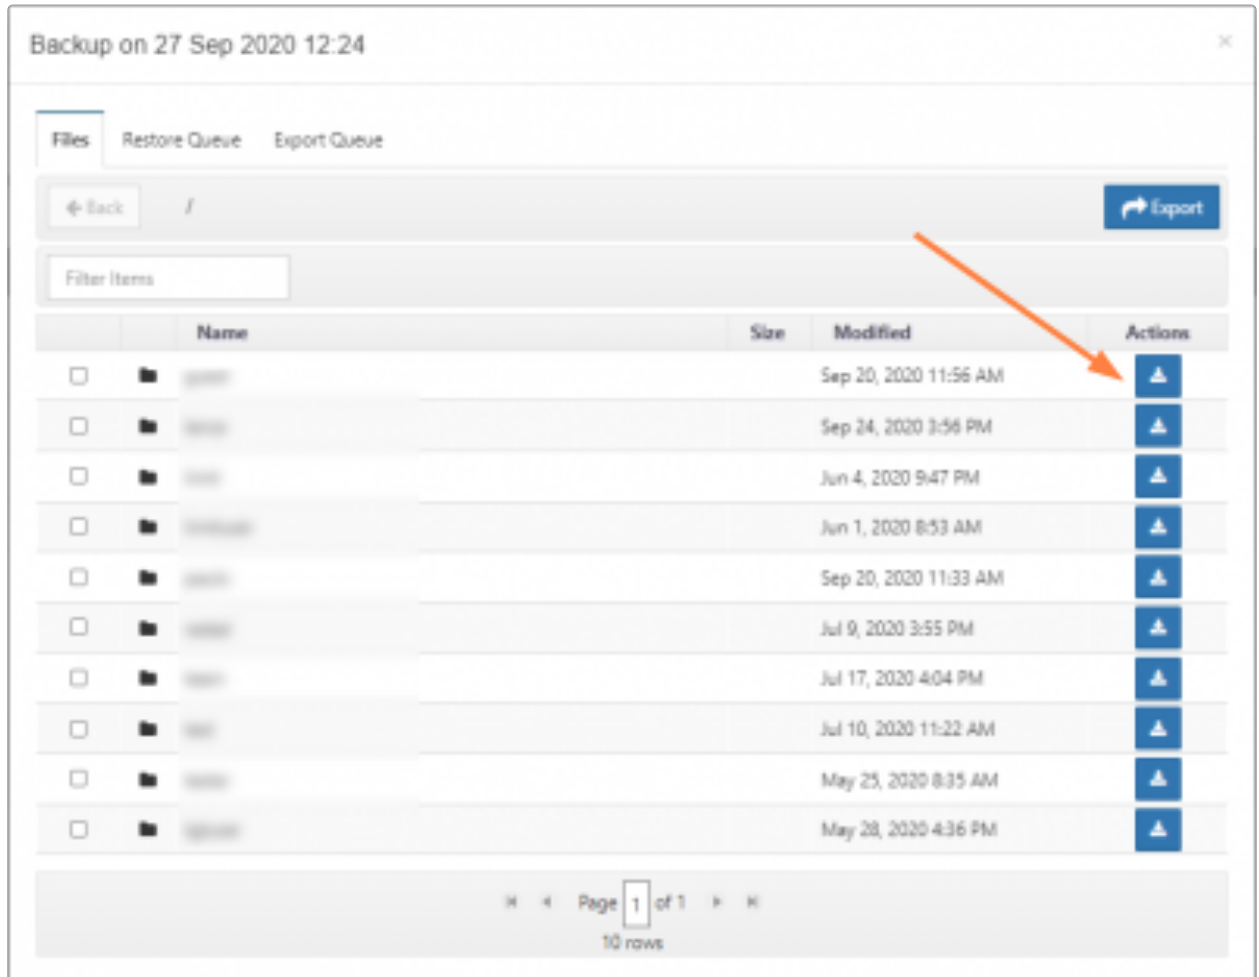 Backup on 27 Sep 2020 12:24 ×
Files Restore Queue Export Queue
Back / Export
Filter Items
Name Size Modified Actions
Sep 20, 2020 11:56 AM
Sep 24, 2020 3:56 PM
Jun 4, 2020 9:47 PM
Jun 1, 2020 8:53 AM
Sep 20, 2020 11:33 AM
Jul 9, 2020 3:55 PM
Jul 17, 2020 4:04 PM
Jul 10, 2020 11:22 AM
May 25, 2020 8:35 AM
May 28, 2020 4:36 PM
Page 1 of 1
10 rows